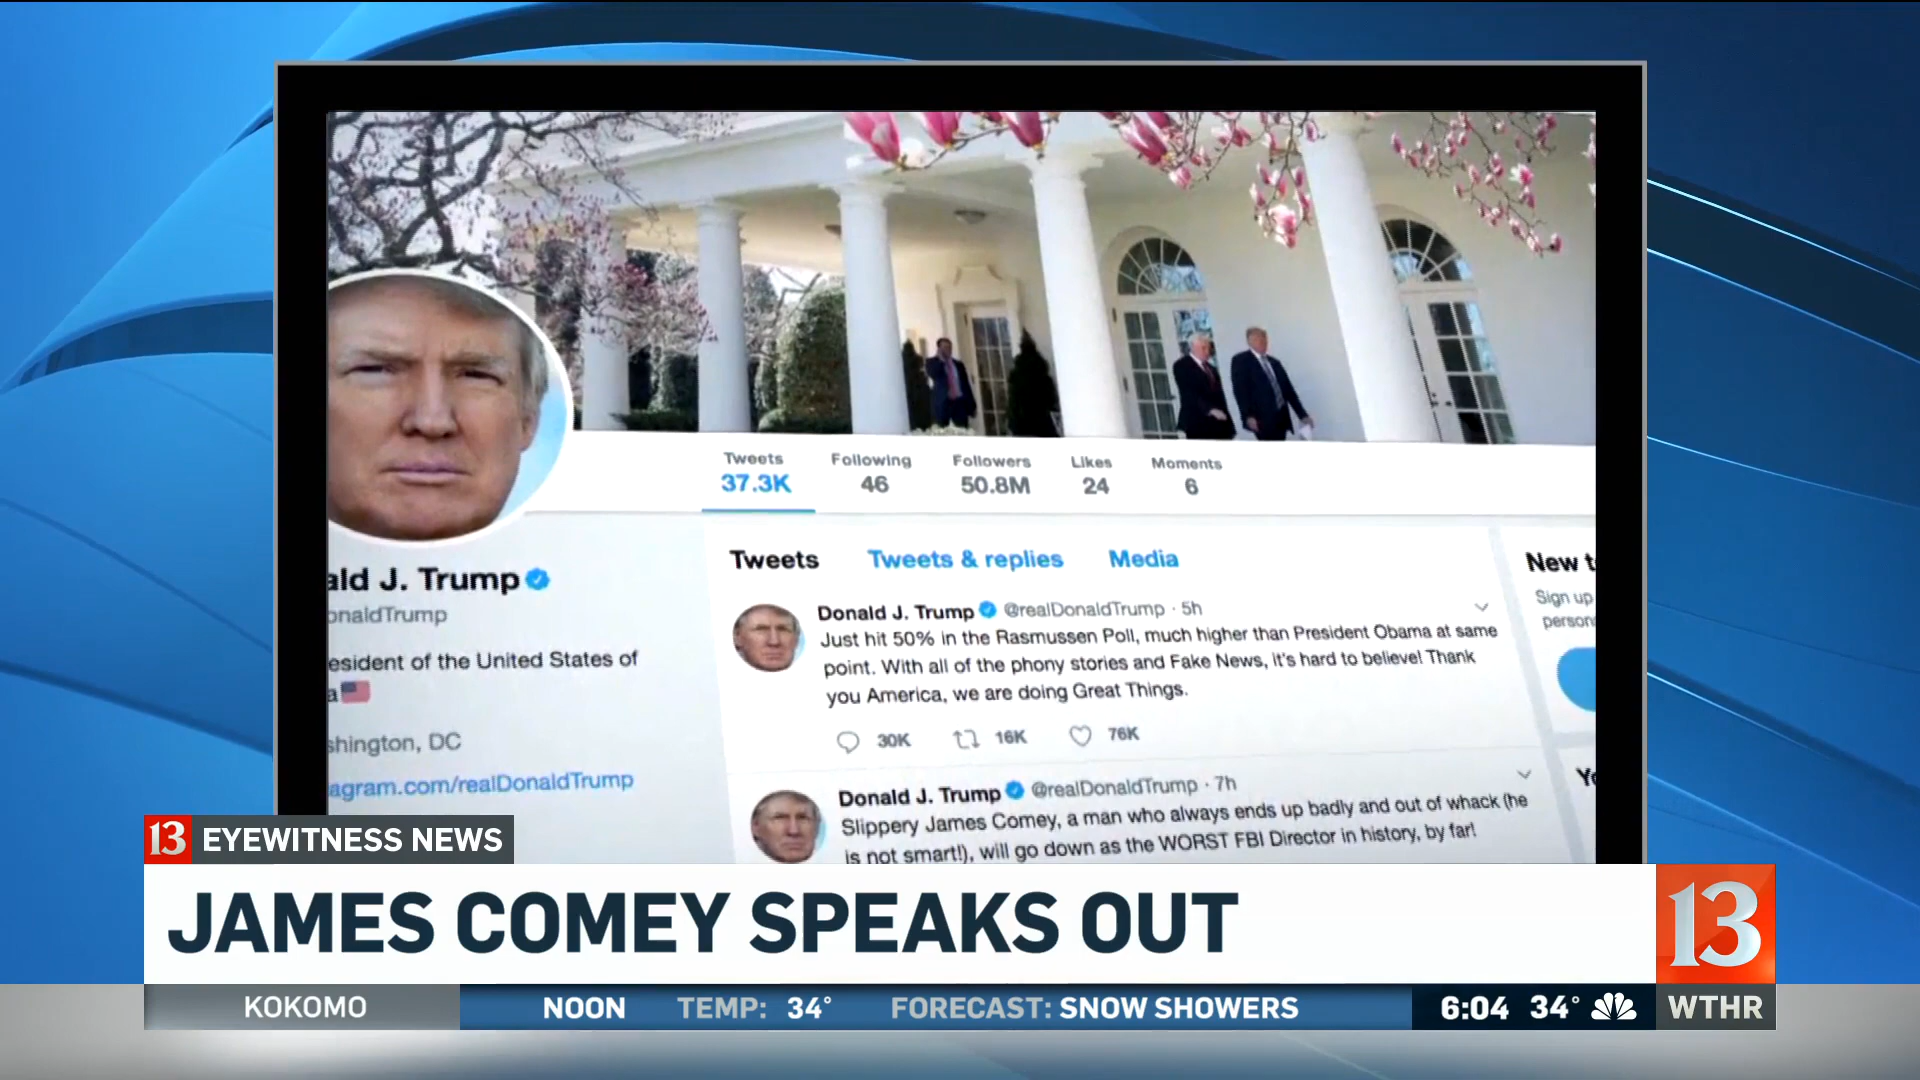 Tweets
37.3K
Following
46
Followers
50.8M
Likes
24
Moments
6
ald J. Trump
onaldTrump
esident of the United States of
a
shington, DC
agram.com/realDonaldTrump
Tweets Tweets & replies Media
Donald J. Trump @realDonaldTrump · 5h
Just hit 50% in the Rasmussen Poll, much higher than President Obama at same
point. With all of the phony stories and Fake News, it's hard to believe! Thank
you America, we are doing Great Things.
30K 16K 76K
Donald J. Trump @realDonaldTrump · 7h
Slippery James Comey, a man who always ends up badly and out of whack (he
is not smart!), will go down as the WORST FBI Director in history, by far!
New t
Sign up
person
Yo
13 EYEWITNESS NEWS
JAMES COMEY SPEAKS OUT
13
KOKOMO NOON TEMP: 34° FORECAST: SNOW SHOWERS 6:04 34° WTHR